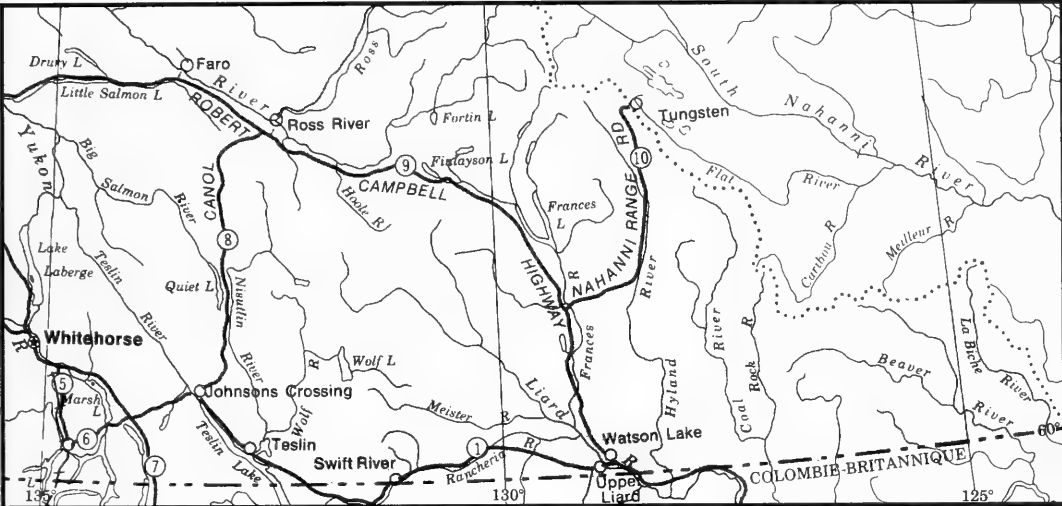 Drury L
Faro
Little Salmon L
River
Ross
Ross River
Fortin L
Tungsten
South Nahanni River
ROBERT CAMPBELL HIGHWAY
9
Finlayson L
10
NAHANNI RANGE RD
Flat River
Yukon R
Big Salmon River
CANOL
8
Hoole R
Frances L
Caribou R
Meilleur R
Lake Laberge
Teslin River
Quiet L
Nisutlin River
Whitehorse
5
Marsh L
6
7
Johnsons Crossing
Wolf R
Wolf L
Teslin
Teslin Lake
Meister R
Liard R
Frances R
Hyland River
Coal River
Rock R
Beaver River
La Biche River
Swift River
1
Rancheria R
Watson Lake
Upper Liard
COLOMBIE-BRITANNIQUE
60°
135°
130°
125°